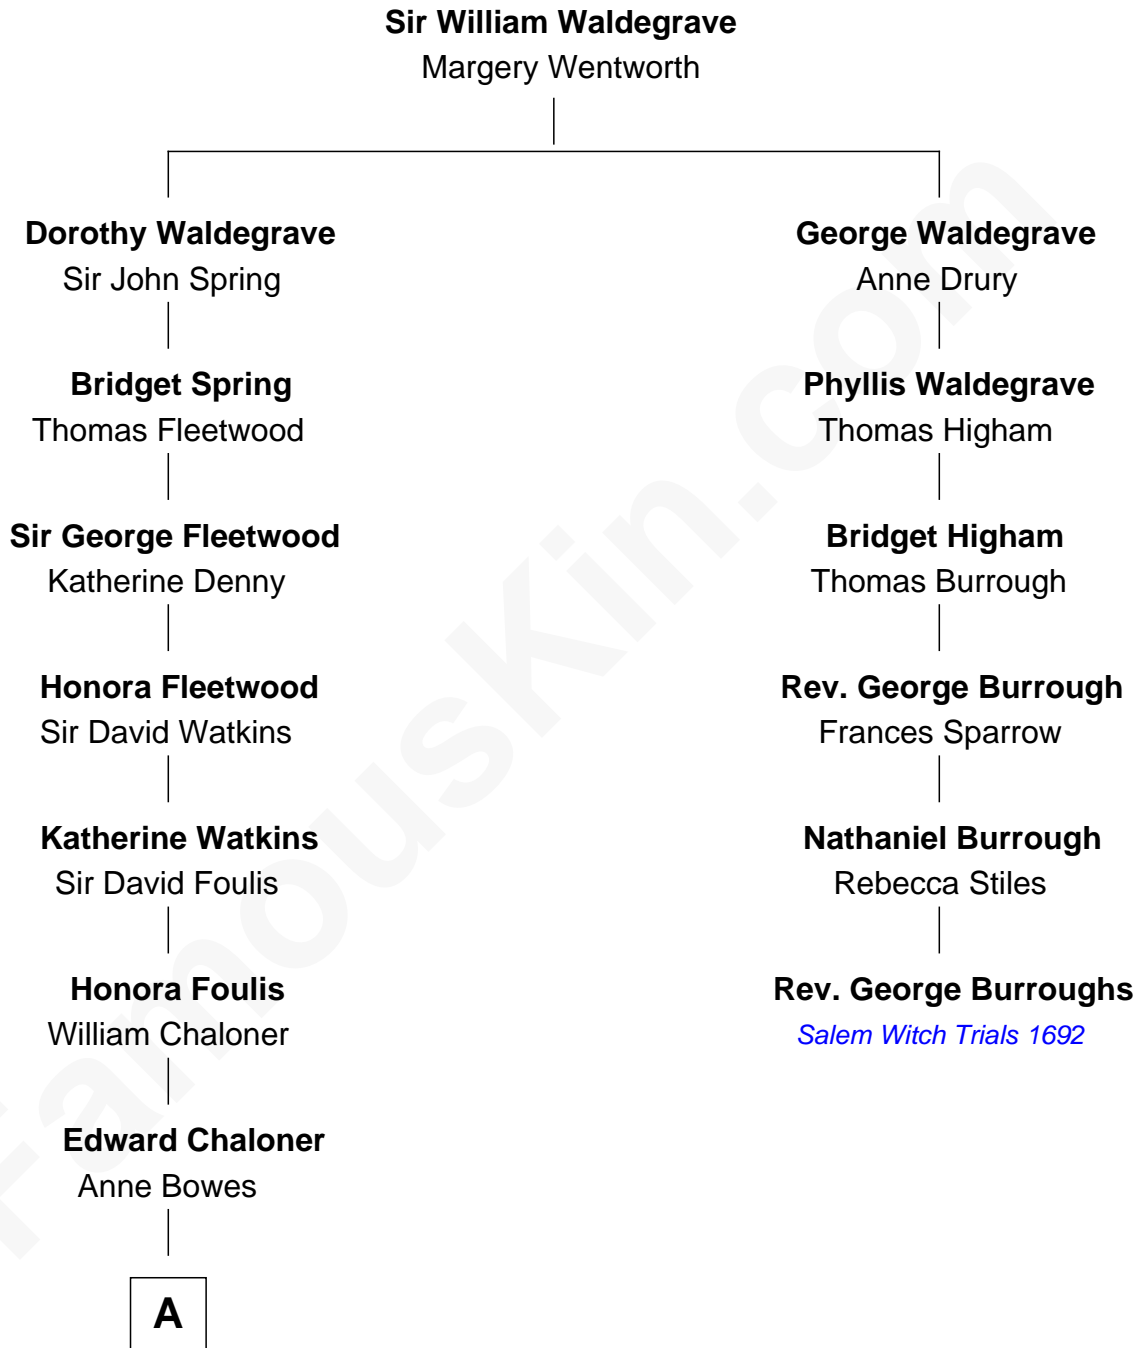 Sir William Waldegrave
Margery Wentworth
Dorothy Waldegrave
Sir John Spring
Bridget Spring
Thomas Fleetwood
Sir George Fleetwood
Katherine Denny
Honora Fleetwood
Sir David Watkins
Katherine Watkins
Sir David Foulis
Honora Foulis
William Chaloner
Edward Chaloner
Anne Bowes
A
George Waldegrave
Anne Drury
Phyllis Waldegrave
Thomas Higham
Bridget Higham
Thomas Burrough
Rev. George Burrough
Frances Sparrow
Nathaniel Burrough
Rebecca Stiles
Rev. George Burroughs
Salem Witch Trials 1692
FamousKin.com